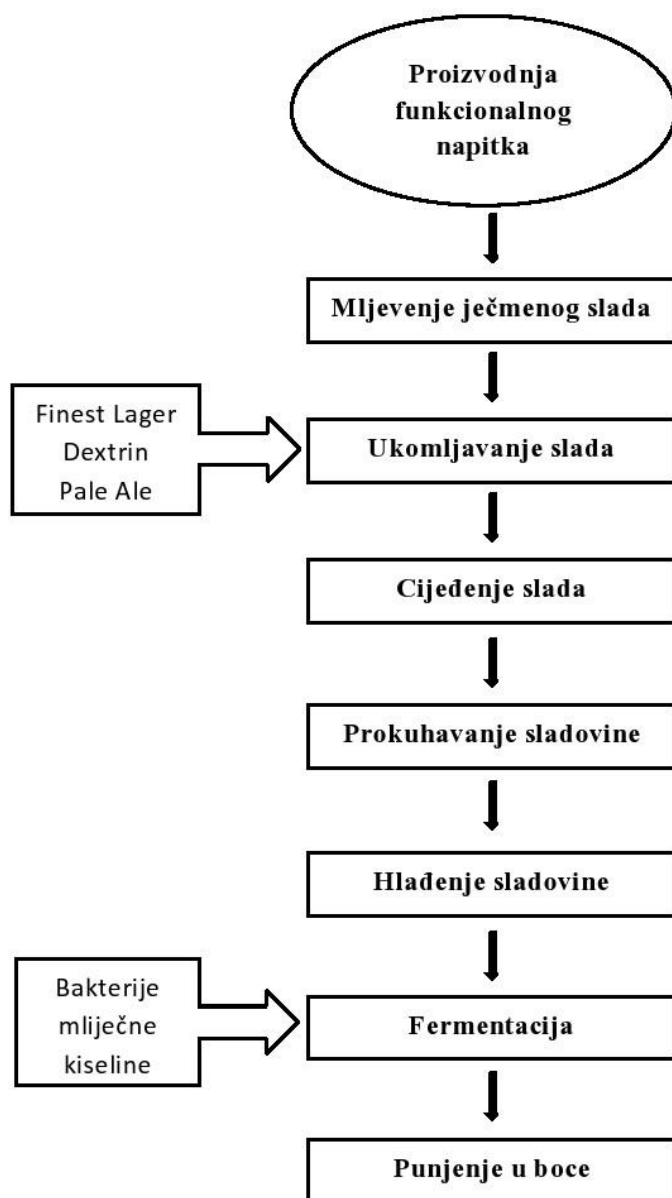 Proizvodnja
funkcionalnog
napitka
Mljevenje ječmenog slada
Finest Lager
Dextrin
Pale Ale
Ukomljavanje slada
Cijeđenje slada
Prokuhavanje sladovine
Hlađenje sladovine
Bakterije
mliječne
kiseline
Fermentacija
Punjenje u boce